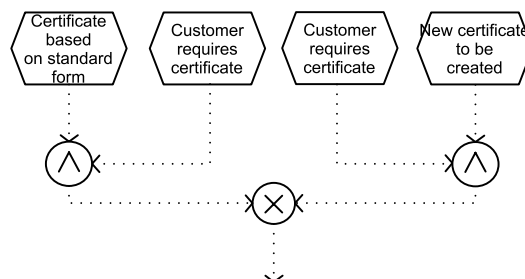 Certificate
based
on standard
form
Customer
requires
certificate
Customer
requires
certificate
New certificate
to be
created